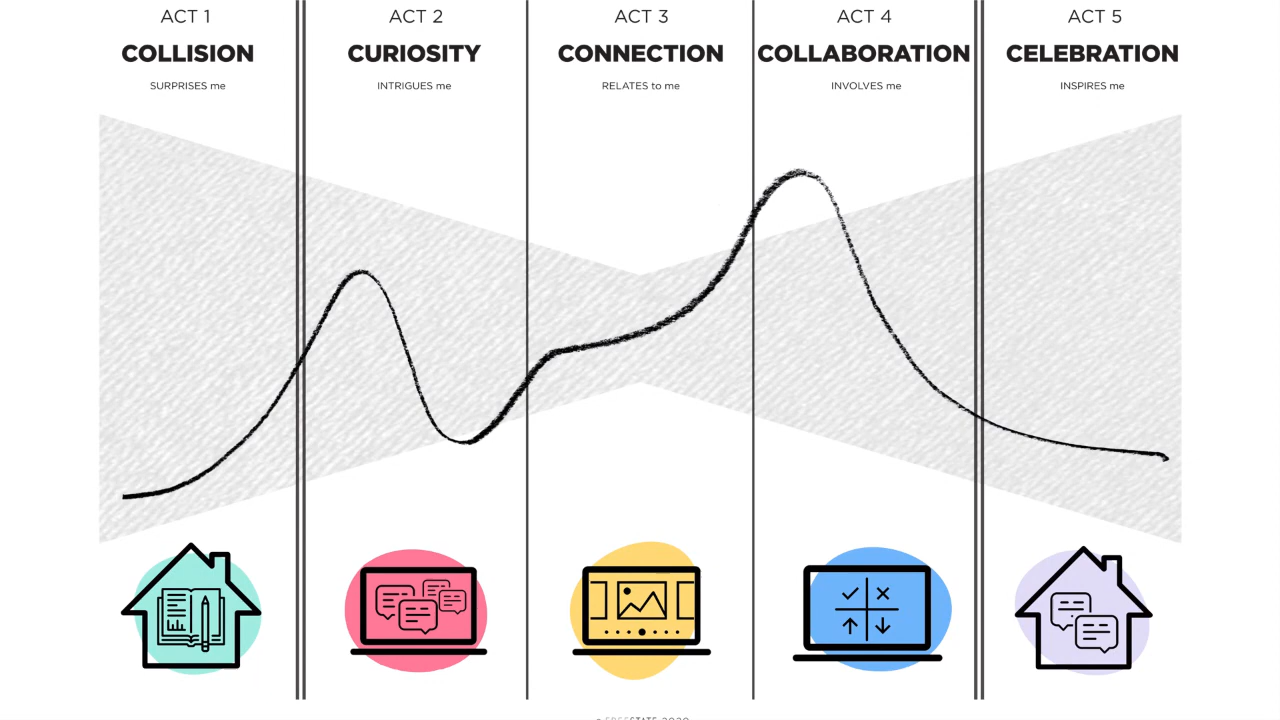 ACT 1
COLLISION
SURPRISES me
ACT 2
CURIOSITY
INTRIGUES me
ACT 3
CONNECTION
RELATES to me
ACT 4
COLLABORATION
INVOLVES me
ACT 5
CELEBRATION
INSPIRES me